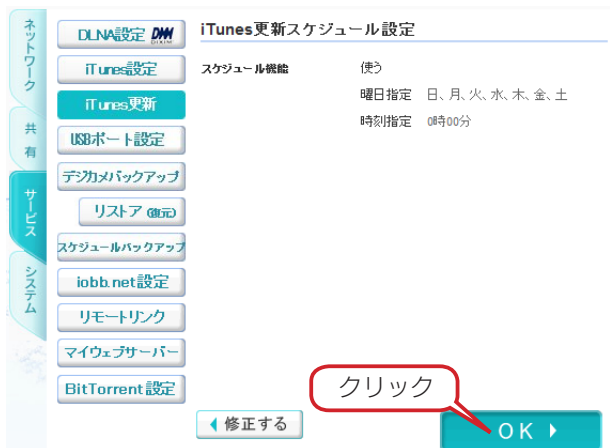 ネットワーク
共有
サービス
システム
DLNA設定
iTunes設定
iTunes更新
USBポート設定
デジカメバックアップ
リストア(復元)
スケジュールバックアップ
iobb.net設定
リモートリンク
マイウェブサーバー
BitTorrent設定
iTunes更新スケジュール設定
スケジュール機能 使う
曜日指定 日、月、火、水、木、金、土
時刻指定 0時00分
クリック
修正する
OK